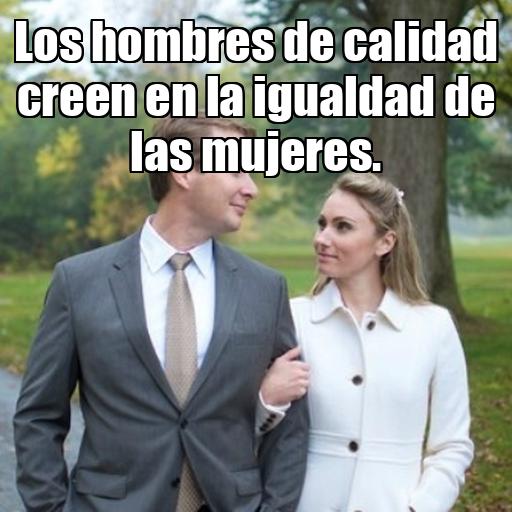 Los hombres de calidad
creen en la igualdad de
las mujeres.